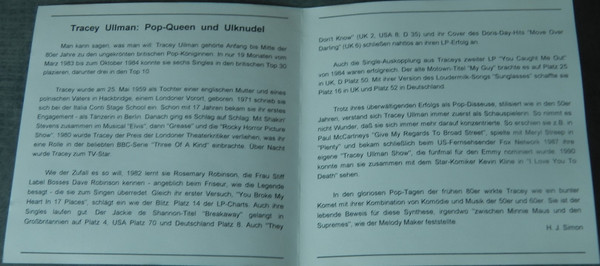 Tracey Ullman: Pop-Queen und Ulknudel
Man kann sagen, was man will: Tracey Ullman gehörte Anfang bis Mitte der
80er Jahre zu den ungekrönten britischen Pop-Königinnen. In nur 19 Monaten vom
März 1983 bis zum Oktober 1984 konnte sie sechs Singles in den britischen Top 30
plazieren, darunter drei in den Top 10.
Tracey wurde am 25. Mai 1959 als Tochter einer englischen Mutter und eines
polnischen Vaters in Hackbridge, einem Londoner Vorort, geboren. 1971 schrieb sie
sich bei der Italia Conti Stage School ein. Schon mit 17 Jahren bekam sie ihr erstes
Engagement - als Tänzerin in Berlin. Danach ging es Schlag auf Schlag. Mit Shakin'
Stevens zusammen im Musical "Elvis", dann "Grease" und die "Rocky Horror Picture
Show"; 1980 wurde Tracey der Preis der Londoner Theaterkritiker verliehen, was ihr
eine Rolle in der beliebten BBC-Serie "Three Of A Kind" einbrachte. Über Nacht
wurde Tracey zum TV-Star.
Wie der Zufall es so will, 1982 lernt sie Rosemary Robinson, die Frau Stiff
Label Bosses Dave Robinson kennen - angeblich beim Friseur, wie die Legende
besagt - die sie zum Singen überredet. Gleich ihr erster Versuch, "You Broke My
Heart In 17 Places", schlägt ein wie der Blitz. Platz 14 der LP-Charts. Auch ihre
Singles laufen gut. Der Jackie de Shannon-Titel "Breakaway" gelangt in
Großbritannien auf Platz 4, USA Platz 70 und Deutschland Platz 8. Auch "They
Don't Know" (UK 2, USA 8, D 35) und ihr Cover des Doris-Day-Hits "Move Over
Darling" (UK 8) schließen nahtlos an ihren LP-Erfolg an.
Auch die Single-Auskopplung aus Traceys zweiter LP "You Caught Me Out"
von 1984 waren erfolgreich. Der alte Motown-Titel "My Guy" brachte es auf Platz 25
in UK, D Platz 50. Mit ihrer Version des Loudermilk-Songs "Sunglasses" schaffte sie
Platz 18 in UK und Platz 52 in Deutschland
Trotz ihres überwältigenden Erfolgs als Pop-Diseuse, stilisiert wie in den 50er
Jahren, verstand sich Tracey Ullman immer zuerst als Schauspielerin. So nimmt es
nicht Wunder, daß sie sich immer mehr darauf konzentrierte. So erschien sie z.B. in
Paul McCartneys "Give My Regards To Broad Street", spielte mit Meryl Streep in
"Plenty" und bekam schließlich beim US-Fernsehsender Fox Network 1987 ihre
eigene "Tracey Ullman Show", die fünfmal für den Emmy nominiert wurde. 1990
konnte man sie zusammen mit dem Star-Komiker Kevin Kline in "I Love You To
Death" sehen.
In den gloriosen Pop-Tagen der frühen 80er wirkte Tracey wie ein bunter
Komet mit ihrer Kombination von Komödie und Musik der 50er und 60er. Sie ist der
lebende Beweis für diese Synthese, irgendwo "zwischen Minnie Maus und den
Supremes", wie der Melody Maker feststellte.
H. J. Simon